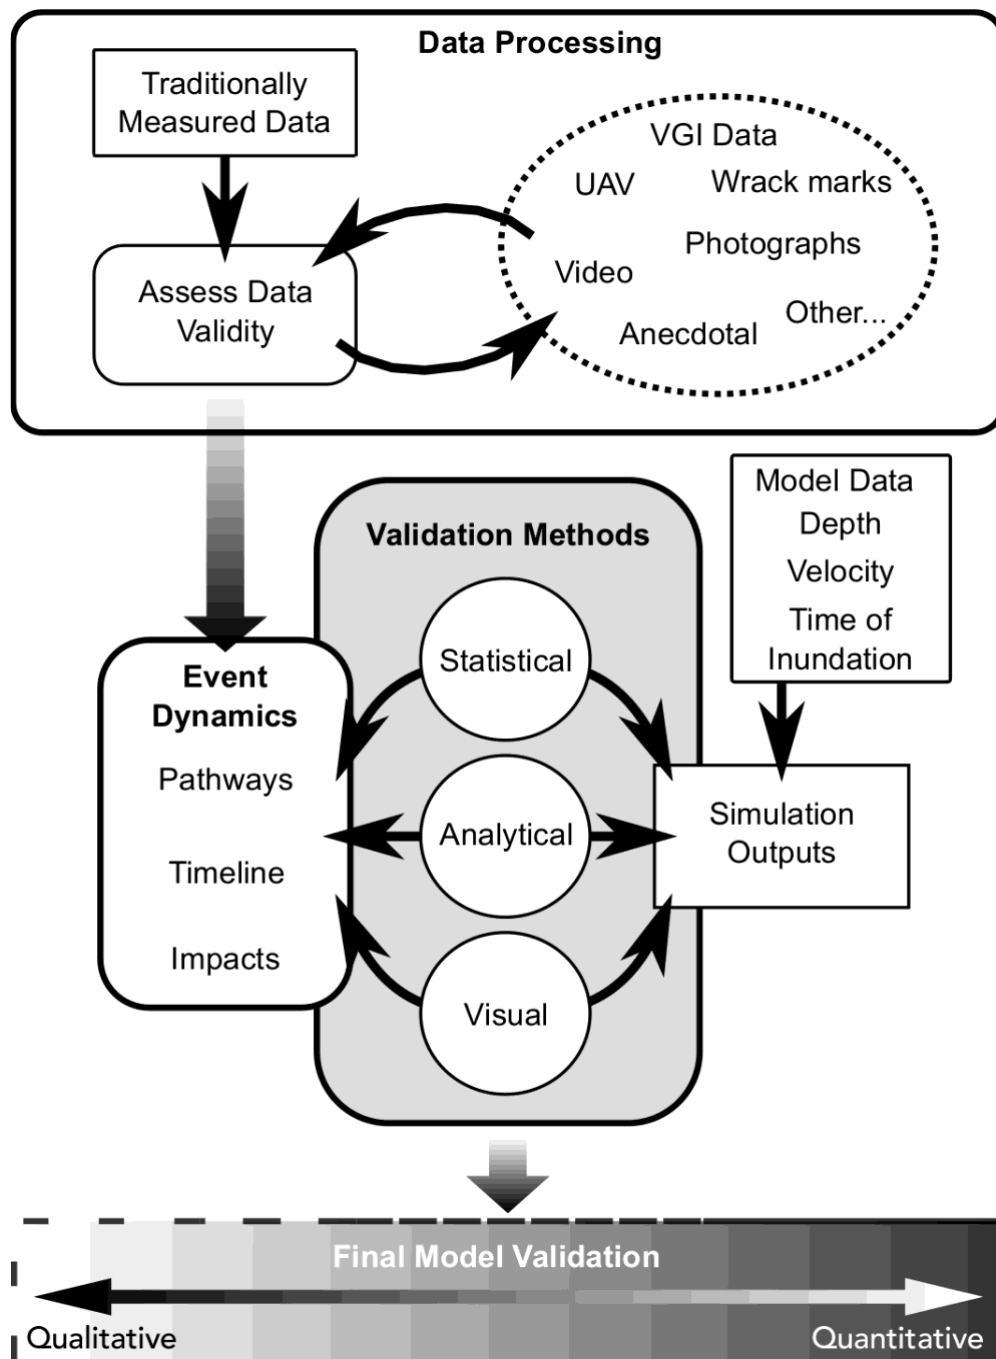 Data Processing
Traditionally
Measured Data
VGI Data
UAV
Wrack marks
Photographs
Video
Other...
Anecdotal
Assess Data
Validity
Model Data
Depth
Velocity
Time of
Inundation
Validation Methods
Statistical
Analytical
Visual
Event
Dynamics
Pathways
Timeline
Impacts
Simulation
Outputs
Final Model Validation
Qualitative
Quantitative